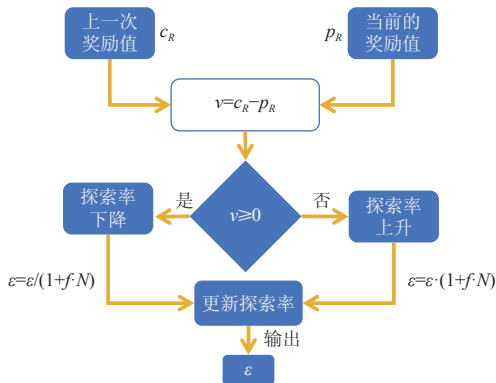 上一次
奖励值
c_R
p_R
当前的
奖励值
v=c_R−p_R
探索率
下降
是
v≥0
否
探索率
上升
ε=ε/(1+f·N)
ε=ε·(1+f·N)
更新探索率
输出
ε